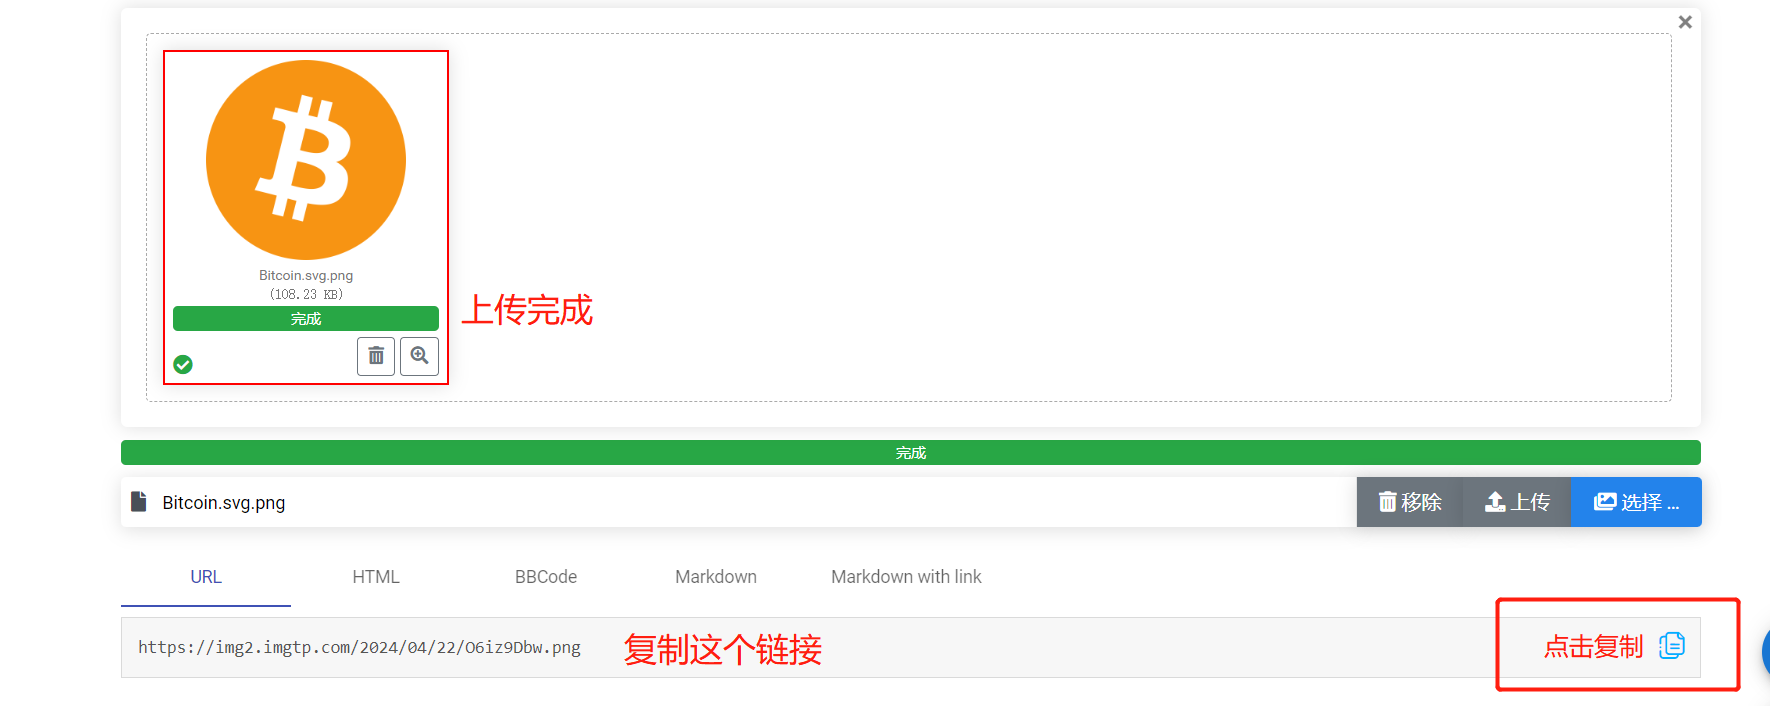 Bitcoin.svg.png
(108.23 KB)
完成
上传完成
完成
Bitcoin.svg.png
移除 上传 选择 ...
URL HTML BBCode Markdown Markdown with link
https://img2.imgtp.com/2024/04/22/O6iz9Dbw.png 复制这个链接 点击复制